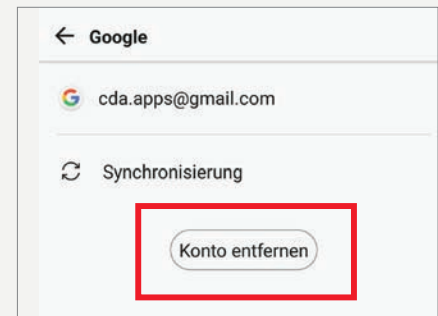 Google
cda.apps@gmail.com
Synchronisierung
Konto entfernen